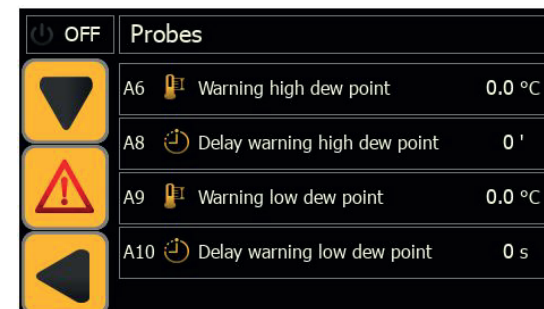 OFF Probes
A6 Warning high dew point 0.0 °C
A8 Delay warning high dew point 0 '
A9 Warning low dew point 0.0 °C
A10 Delay warning low dew point 0 s